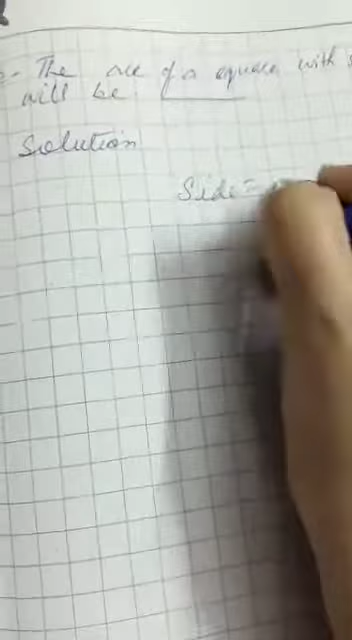 The are of a square with
will be
Solution
Side =